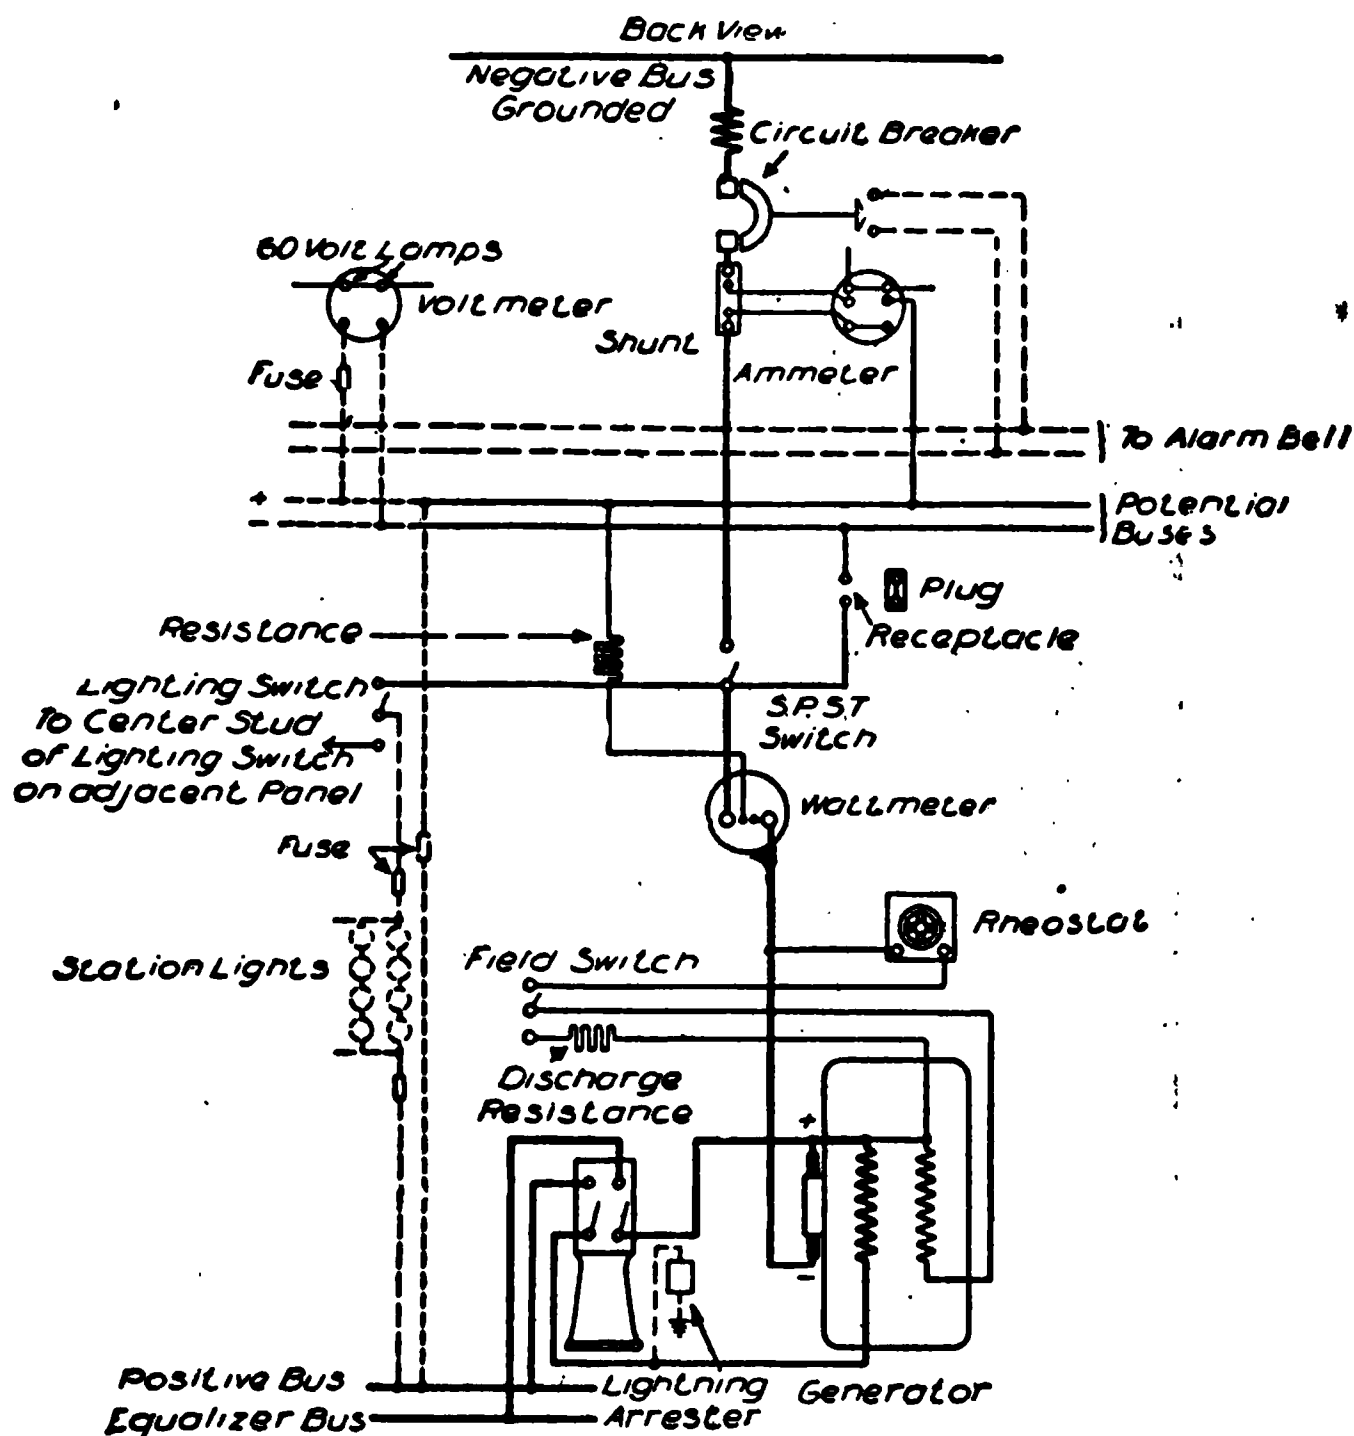 Back View
Negative Bus
Grounded
Circuit Breaker
60 Volt Lamps
Voltmeter
Shunt
Ammeter
Fuse
To Alarm Bell
+
Potential
-
Buses
Plug
Resistance
Receptacle
Lighting Switch
To Center Stud
of Lighting Switch
on adjacent Panel
S.P.S.T
Switch
Wattmeter
Fuse
Rheostat
Station Lights
Field Switch
Discharge
Resistance
+
-
Positive Bus
Equalizer Bus
Lightning
Arrester
Generator